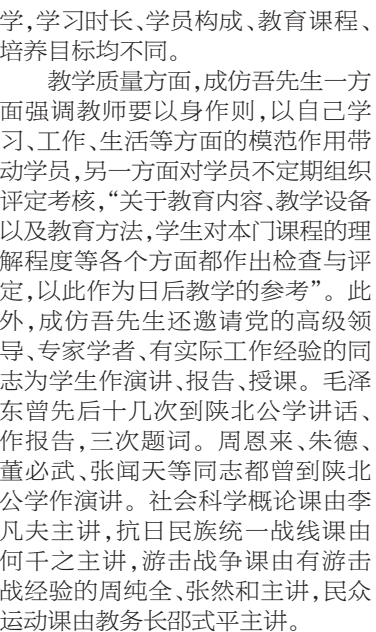 学,学习时长、学员构成、教育课程、
培养目标均不同。
教学质量方面,成仿吾先生一方
面强调教师要以身作则,以自己学
习、工作、生活等方面的模范作用带
动学员,另一方面对学员不定期组织
评定考核,“关于教育内容、教学设备
以及教育方法,学生对本门课程的理
解程度等各个方面都作出检查与评
定,以此作为日后教学的参考”。此
外,成仿吾先生还邀请党的高级领
导、专家学者、有实际工作经验的同
志为学生作演讲、报告、授课。毛泽
东曾先后十几次到陕北公学讲话、
作报告,三次题词。周恩来、朱德、
董必武、张闻天等同志都曾到陕北
公学作演讲。社会科学概论课由李
凡夫主讲,抗日民族统一战线课由
何干之主讲,游击战争课由有游击
战经验的周纯全、张然和主讲,民众
运动课由教务长邵式平主讲。